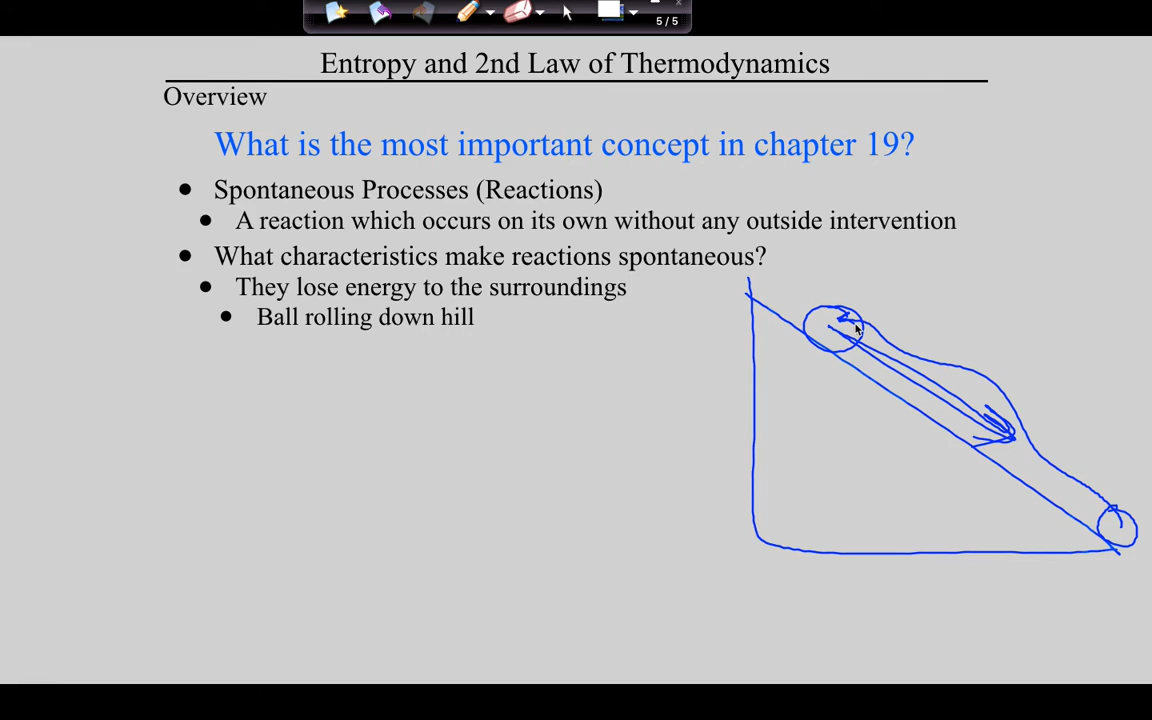 5/5
Entropy and 2nd Law of Thermodynamics
Overview
What is the most important concept in chapter 19?
• Spontaneous Processes (Reactions)
• A reaction which occurs on its own without any outside intervention
• What characteristics make reactions spontaneous?
• They lose energy to the surroundings
• Ball rolling down hill